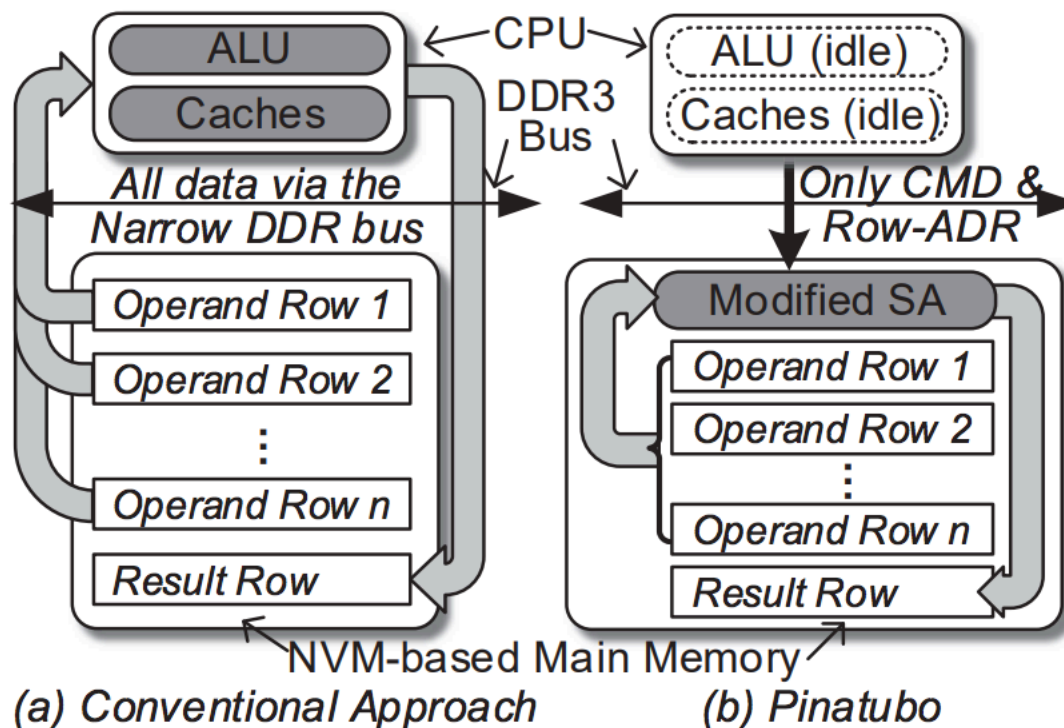 ALU
Caches
CPU
DDR3
Bus
ALU (idle)
Caches (idle)
All data via the
Narrow DDR bus
Only CMD &
Row-ADR
Operand Row 1
Operand Row 2
⋮
Operand Row n
Result Row
Modified SA
Operand Row 1
Operand Row 2
⋮
Operand Row n
Result Row
NVM-based Main Memory
(a) Conventional Approach
(b) Pinatubo